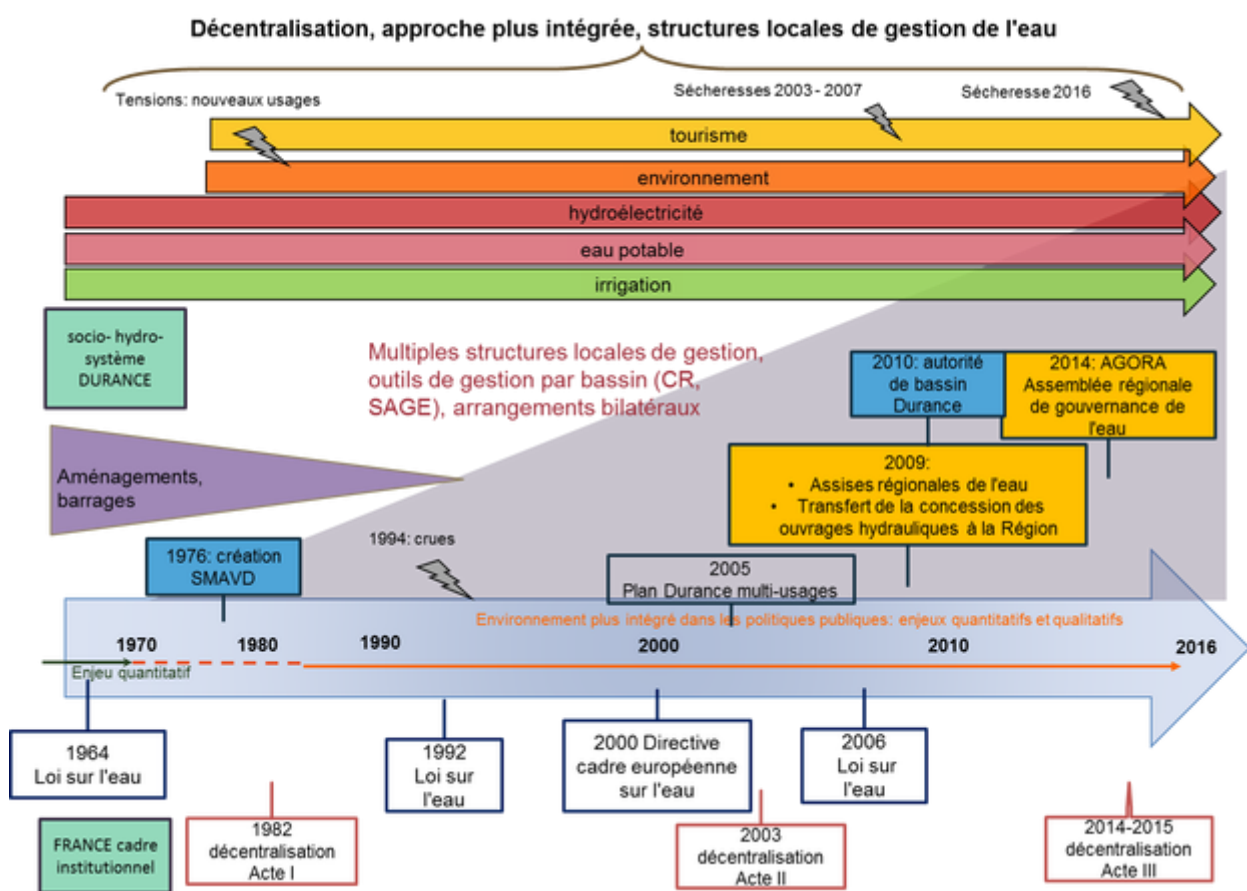 Décentralisation, approche plus intégrée, structures locales de gestion de l'eau
Tensions: nouveaux usages
Sécheresses 2003 - 2007
Sécheresse 2016
tourisme
environnement
hydroélectricité
eau potable
irrigation
socio- hydro-
système
DURANCE
Multiples structures locales de gestion,
outils de gestion par bassin (CR,
SAGE), arrangements bilatéraux
2010: autorité
de bassin
Durance
2014: AGORA
Assemblée régionale
de gouvernance de
l'eau
Aménagements,
barrages
2009:
• Assises régionales de l'eau
• Transfert de la concession des
ouvrages hydrauliques à la Région
1976: création
SMAVD
1994: crues
2005
Plan Durance multi-usages
Environnement plus intégré dans les politiques publiques: enjeux quantitatifs et qualitatifs
1970
1980
1990
2000
2010
2016
Enjeu quantitatif
1964
Loi sur l'eau
1992
Loi sur
l'eau
2000 Directive
cadre européenne
sur l'eau
2006
Loi sur
l'eau
FRANCE cadre
institutionnel
1982
décentralisation
Acte I
2003
décentralisation
Acte II
2014-2015
décentralisation
Acte III